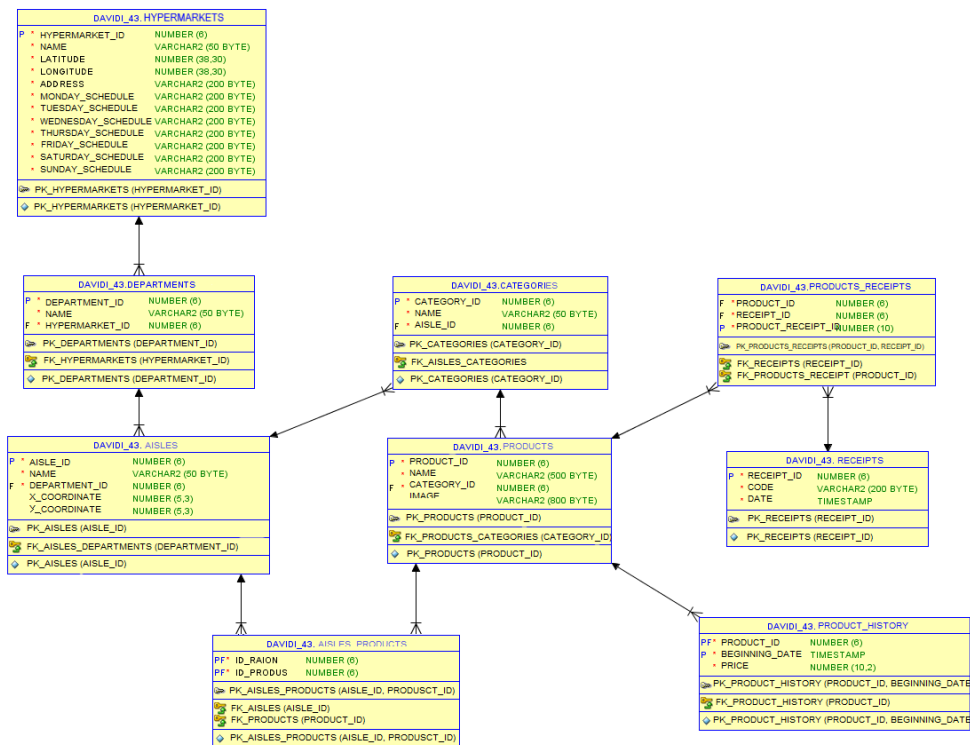 DAVIDI_43.HYPERMARKETS
P * HYPERMARKET_ID NUMBER (6)
* NAME VARCHAR2 (50 BYTE)
* LATITUDE NUMBER (38,30)
* LONGITUDE NUMBER (38,30)
* ADDRESS VARCHAR2 (200 BYTE)
* MONDAY_SCHEDULE VARCHAR2 (200 BYTE)
* TUESDAY_SCHEDULE VARCHAR2 (200 BYTE)
* WEDNESDAY_SCHEDULE VARCHAR2 (200 BYTE)
* THURSDAY_SCHEDULE VARCHAR2 (200 BYTE)
* FRIDAY_SCHEDULE VARCHAR2 (200 BYTE)
* SATURDAY_SCHEDULE VARCHAR2 (200 BYTE)
* SUNDAY_SCHEDULE VARCHAR2 (200 BYTE)
PK_HYPERMARKETS (HYPERMARKET_ID)
PK_HYPERMARKETS (HYPERMARKET_ID)
DAVIDI_43.DEPARTMENTS
P * DEPARTMENT_ID NUMBER (6)
* NAME VARCHAR2 (50 BYTE)
F * HYPERMARKET_ID NUMBER (6)
PK_DEPARTMENTS (DEPARTMENT_ID)
FK_HYPERMARKETS (HYPERMARKET_ID)
PK_DEPARTMENTS (DEPARTMENT_ID)
DAVIDI_43.CATEGORIES
P * CATEGORY_ID NUMBER (6)
* NAME VARCHAR2 (50 BYTE)
F * AISLE_ID NUMBER (6)
PK_CATEGORIES (CATEGORY_ID)
FK_AISLES_CATEGORIES
PK_CATEGORIES (CATEGORY_ID)
DAVIDI_43.PRODUCTS_RECEIPTS
F * PRODUCT_ID NUMBER (6)
F * RECEIPT_ID NUMBER (6)
P * PRODUCT_RECEIPT_ID NUMBER (10)
PK_PRODUCTS_RECEIPTS (PRODUCT_ID, RECEIPT_ID)
FK_RECEIPTS (RECEIPT_ID)
FK_PRODUCTS_RECEIPT (PRODUCT_ID)
DAVIDI_43. AISLES
P * AISLE_ID NUMBER (6)
* NAME VARCHAR2 (50 BYTE)
F * DEPARTMENT_ID NUMBER (6)
X_COORDINATE NUMBER (5,3)
Y_COORDINATE NUMBER (5,3)
PK_AISLES (AISLE_ID)
FK_AISLES_DEPARTMENTS (DEPARTMENT_ID)
PK_AISLES (AISLE_ID)
DAVIDI_43.PRODUCTS
P * PRODUCT_ID NUMBER (6)
* NAME VARCHAR2 (500 BYTE)
F * CATEGORY_ID NUMBER (6)
IMAGE VARCHAR2 (800 BYTE)
PK_PRODUCTS (PRODUCT_ID)
FK_PRODUCTS_CATEGORIES (CATEGORY_ID)
PK_PRODUCTS (PRODUCT_ID)
DAVIDI_43. RECEIPTS
P * RECEIPT_ID NUMBER (6)
* CODE VARCHAR2 (200 BYTE)
* DATE TIMESTAMP
PK_RECEIPTS (RECEIPT_ID)
PK_RECEIPTS (RECEIPT_ID)
DAVIDI_43. AISLES_PRODUCTS
PF* ID_RAION NUMBER (6)
PF* ID_PRODUS NUMBER (6)
PK_AISLES_PRODUCTS (AISLE_ID, PRODUSCT_ID)
FK_AISLES (AISLE_ID)
FK_PRODUCTS (PRODUCT_ID)
PK_AISLES_PRODUCTS (AISLE_ID, PRODUSCT_ID)
DAVIDI_43. PRODUCT_HISTORY
PF* PRODUCT_ID NUMBER (6)
P * BEGINNING_DATE TIMESTAMP
* PRICE NUMBER (10,2)
PK_PRODUCT_HISTORY (PRODUCT_ID, BEGINNING_DATE
FK_PRODUCT_HISTORY (PRODUCT_ID)
PK_PRODUCT_HISTORY (PRODUCT_ID, BEGINNING_DATE